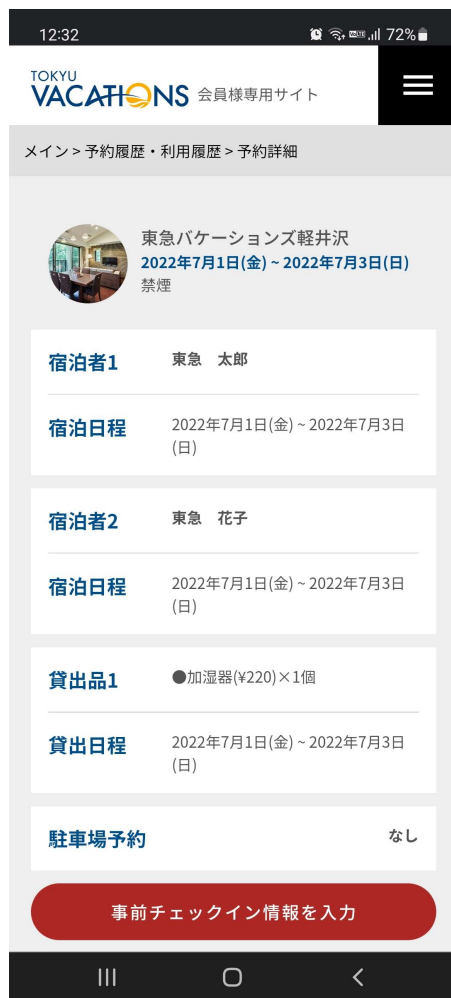 12:32
72%
TOKYU
VACATIONS 会員様専用サイト
メイン > 予約履歴・利用履歴 > 予約詳細
東急バケーションズ軽井沢
2022年7月1日(金) ~ 2022年7月3日(日)
禁煙
宿泊者1 東急 太郎
宿泊日程 2022年7月1日(金) ~ 2022年7月3日
(日)
宿泊者2 東急 花子
宿泊日程 2022年7月1日(金) ~ 2022年7月3日
(日)
貸出品1 ●加湿器(¥220)×1個
貸出日程 2022年7月1日(金) ~ 2022年7月3日
(日)
駐車場予約 なし
事前チェックイン情報を入力